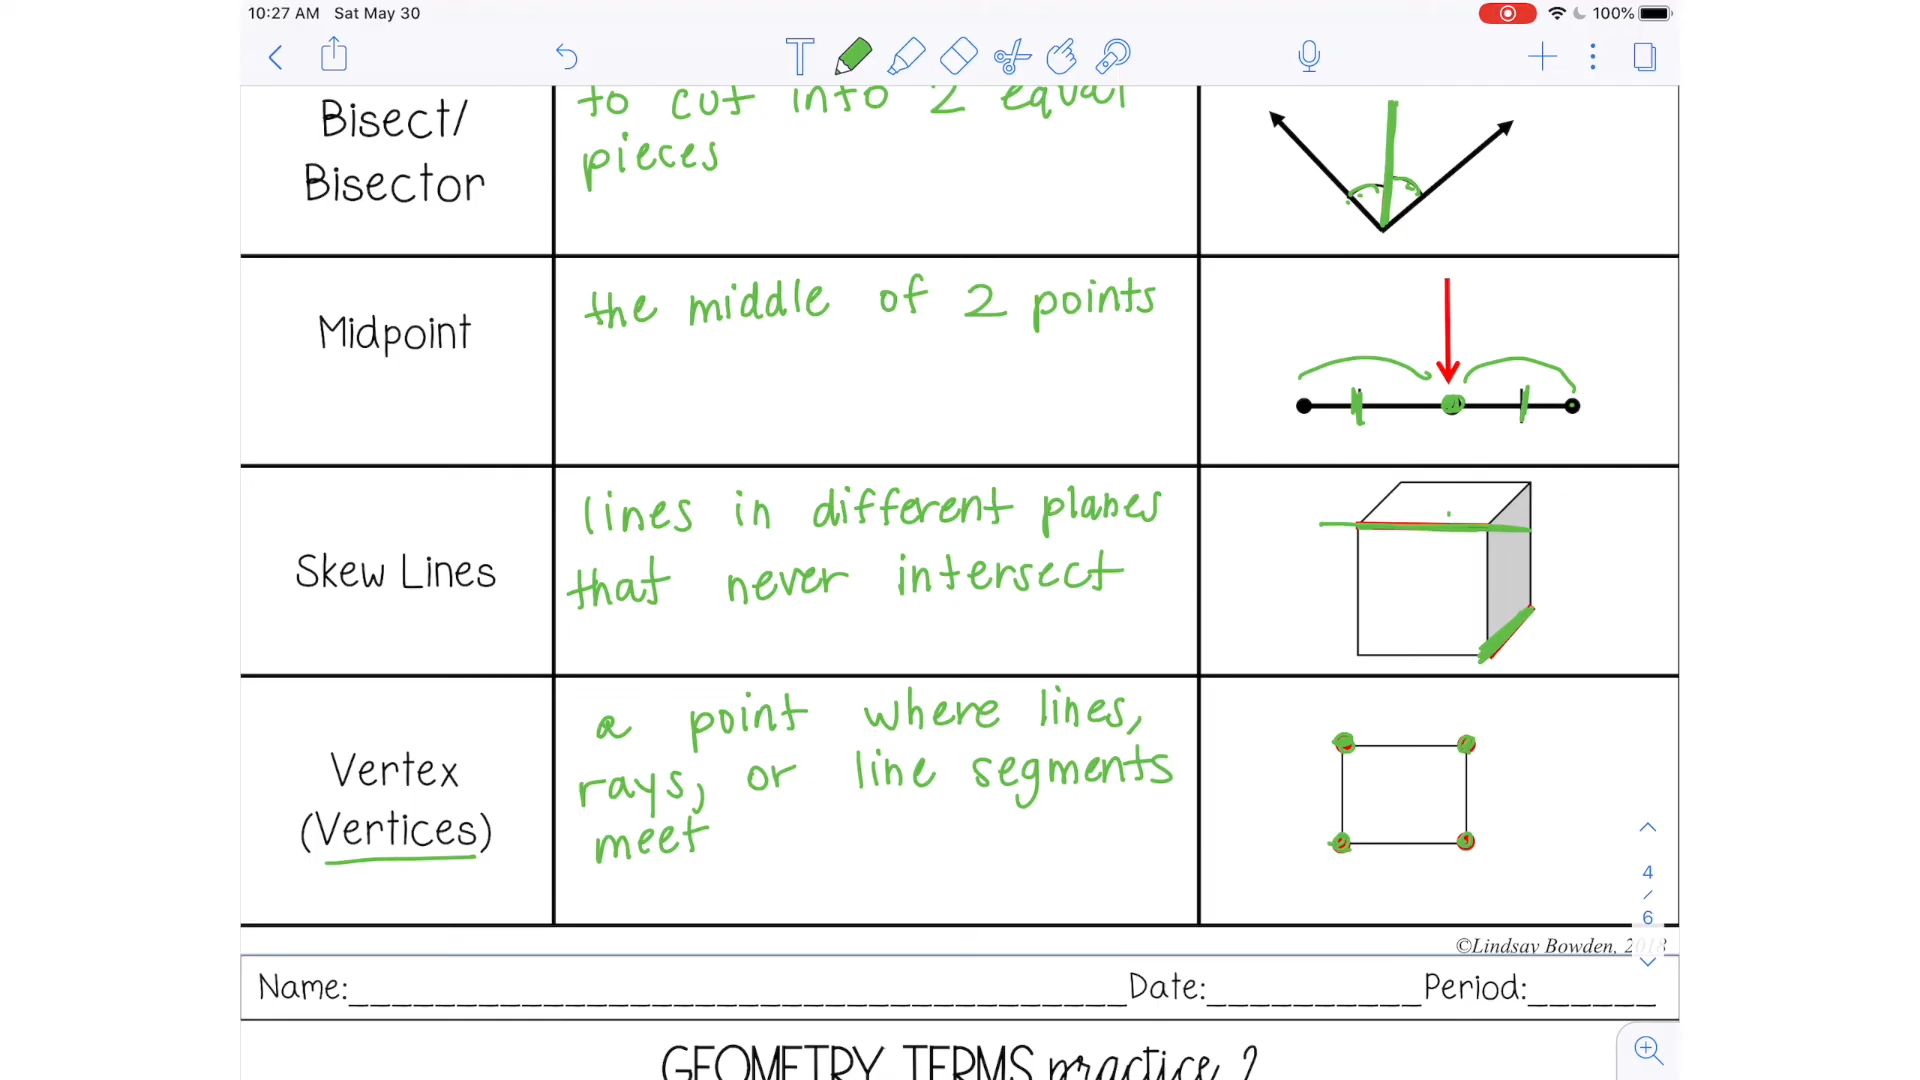 10:27 AM Sat May 30
100%
Bisect/
Bisector
to cut into 2 equal
pieces
Midpoint
the middle of 2 points
Skew Lines
lines in different planes
that never intersect
Vertex
(Vertices)
a point where lines,
rays, or line segments
meet
4
/
6
©Lindsay Bowden, 2018
Name:
Date:
Period:
GEOMETRY TERMS practice 2